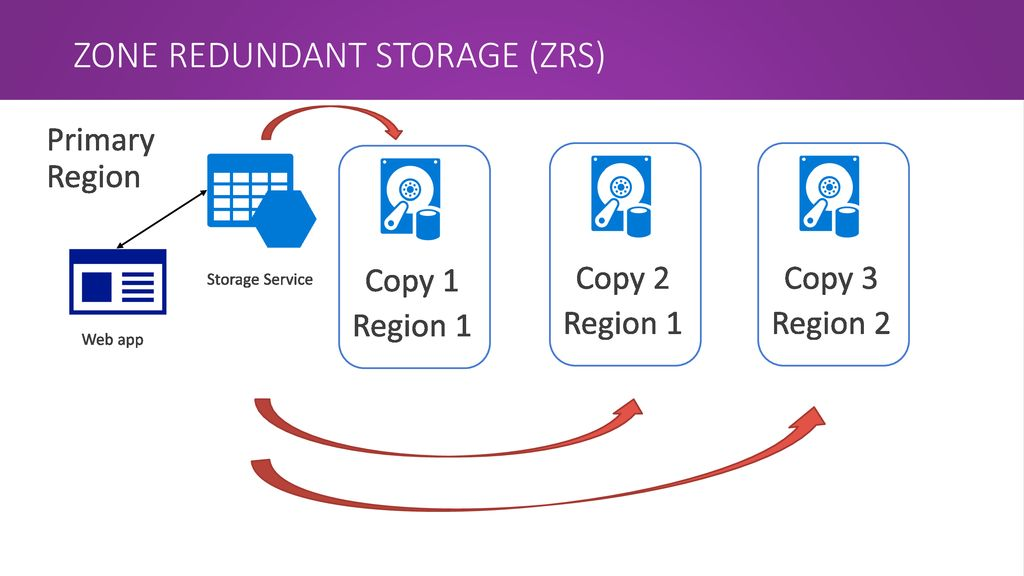 ZONE REDUNDANT STORAGE (ZRS)
Primary
Region
Storage Service
Web app
Copy 1
Region 1
Copy 2
Region 1
Copy 3
Region 2